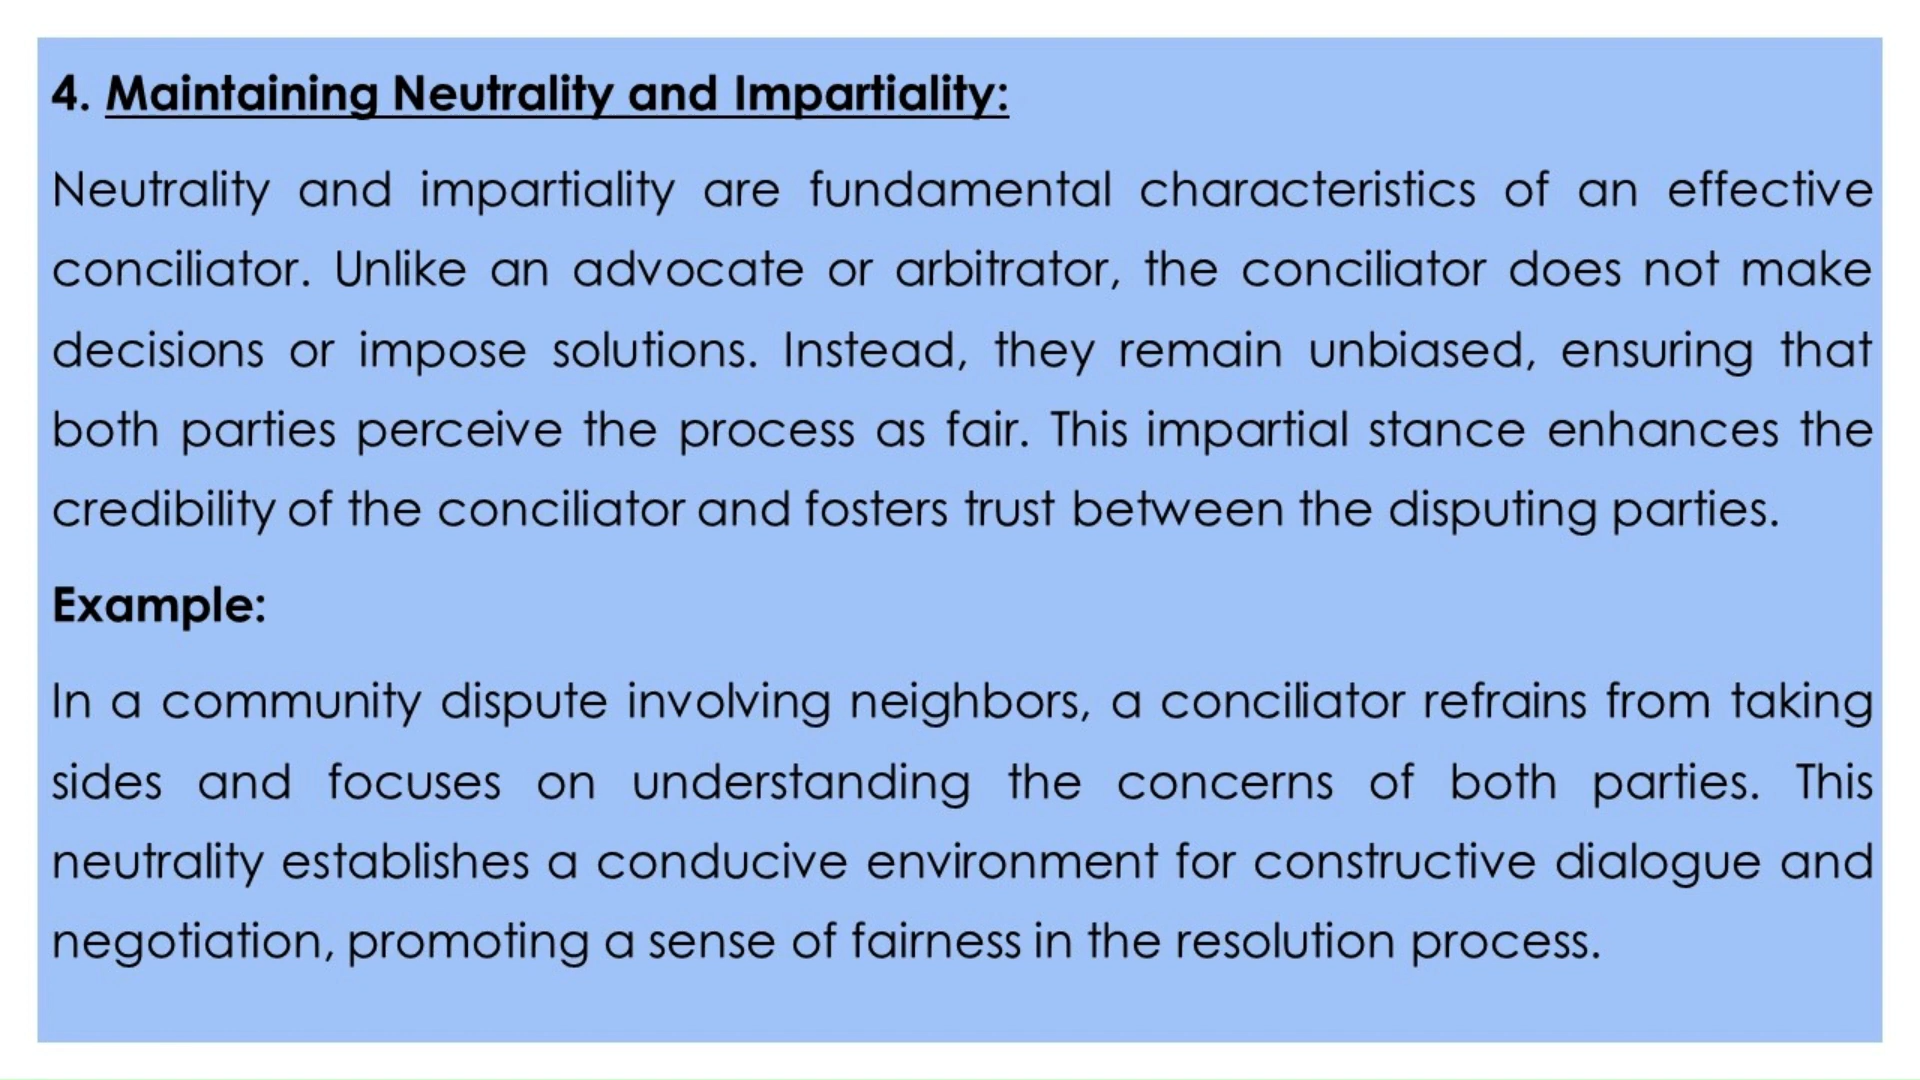 4. Maintaining Neutrality and Impartiality:
Neutrality and impartiality are fundamental characteristics of an effective
conciliator. Unlike an advocate or arbitrator, the conciliator does not make
decisions or impose solutions. Instead, they remain unbiased, ensuring that
both parties perceive the process as fair. This impartial stance enhances the
credibility of the conciliator and fosters trust between the disputing parties.
Example:
In a community dispute involving neighbors, a conciliator refrains from taking
sides and focuses on understanding the concerns of both parties. This
neutrality establishes a conducive environment for constructive dialogue and
negotiation, promoting a sense of fairness in the resolution process.